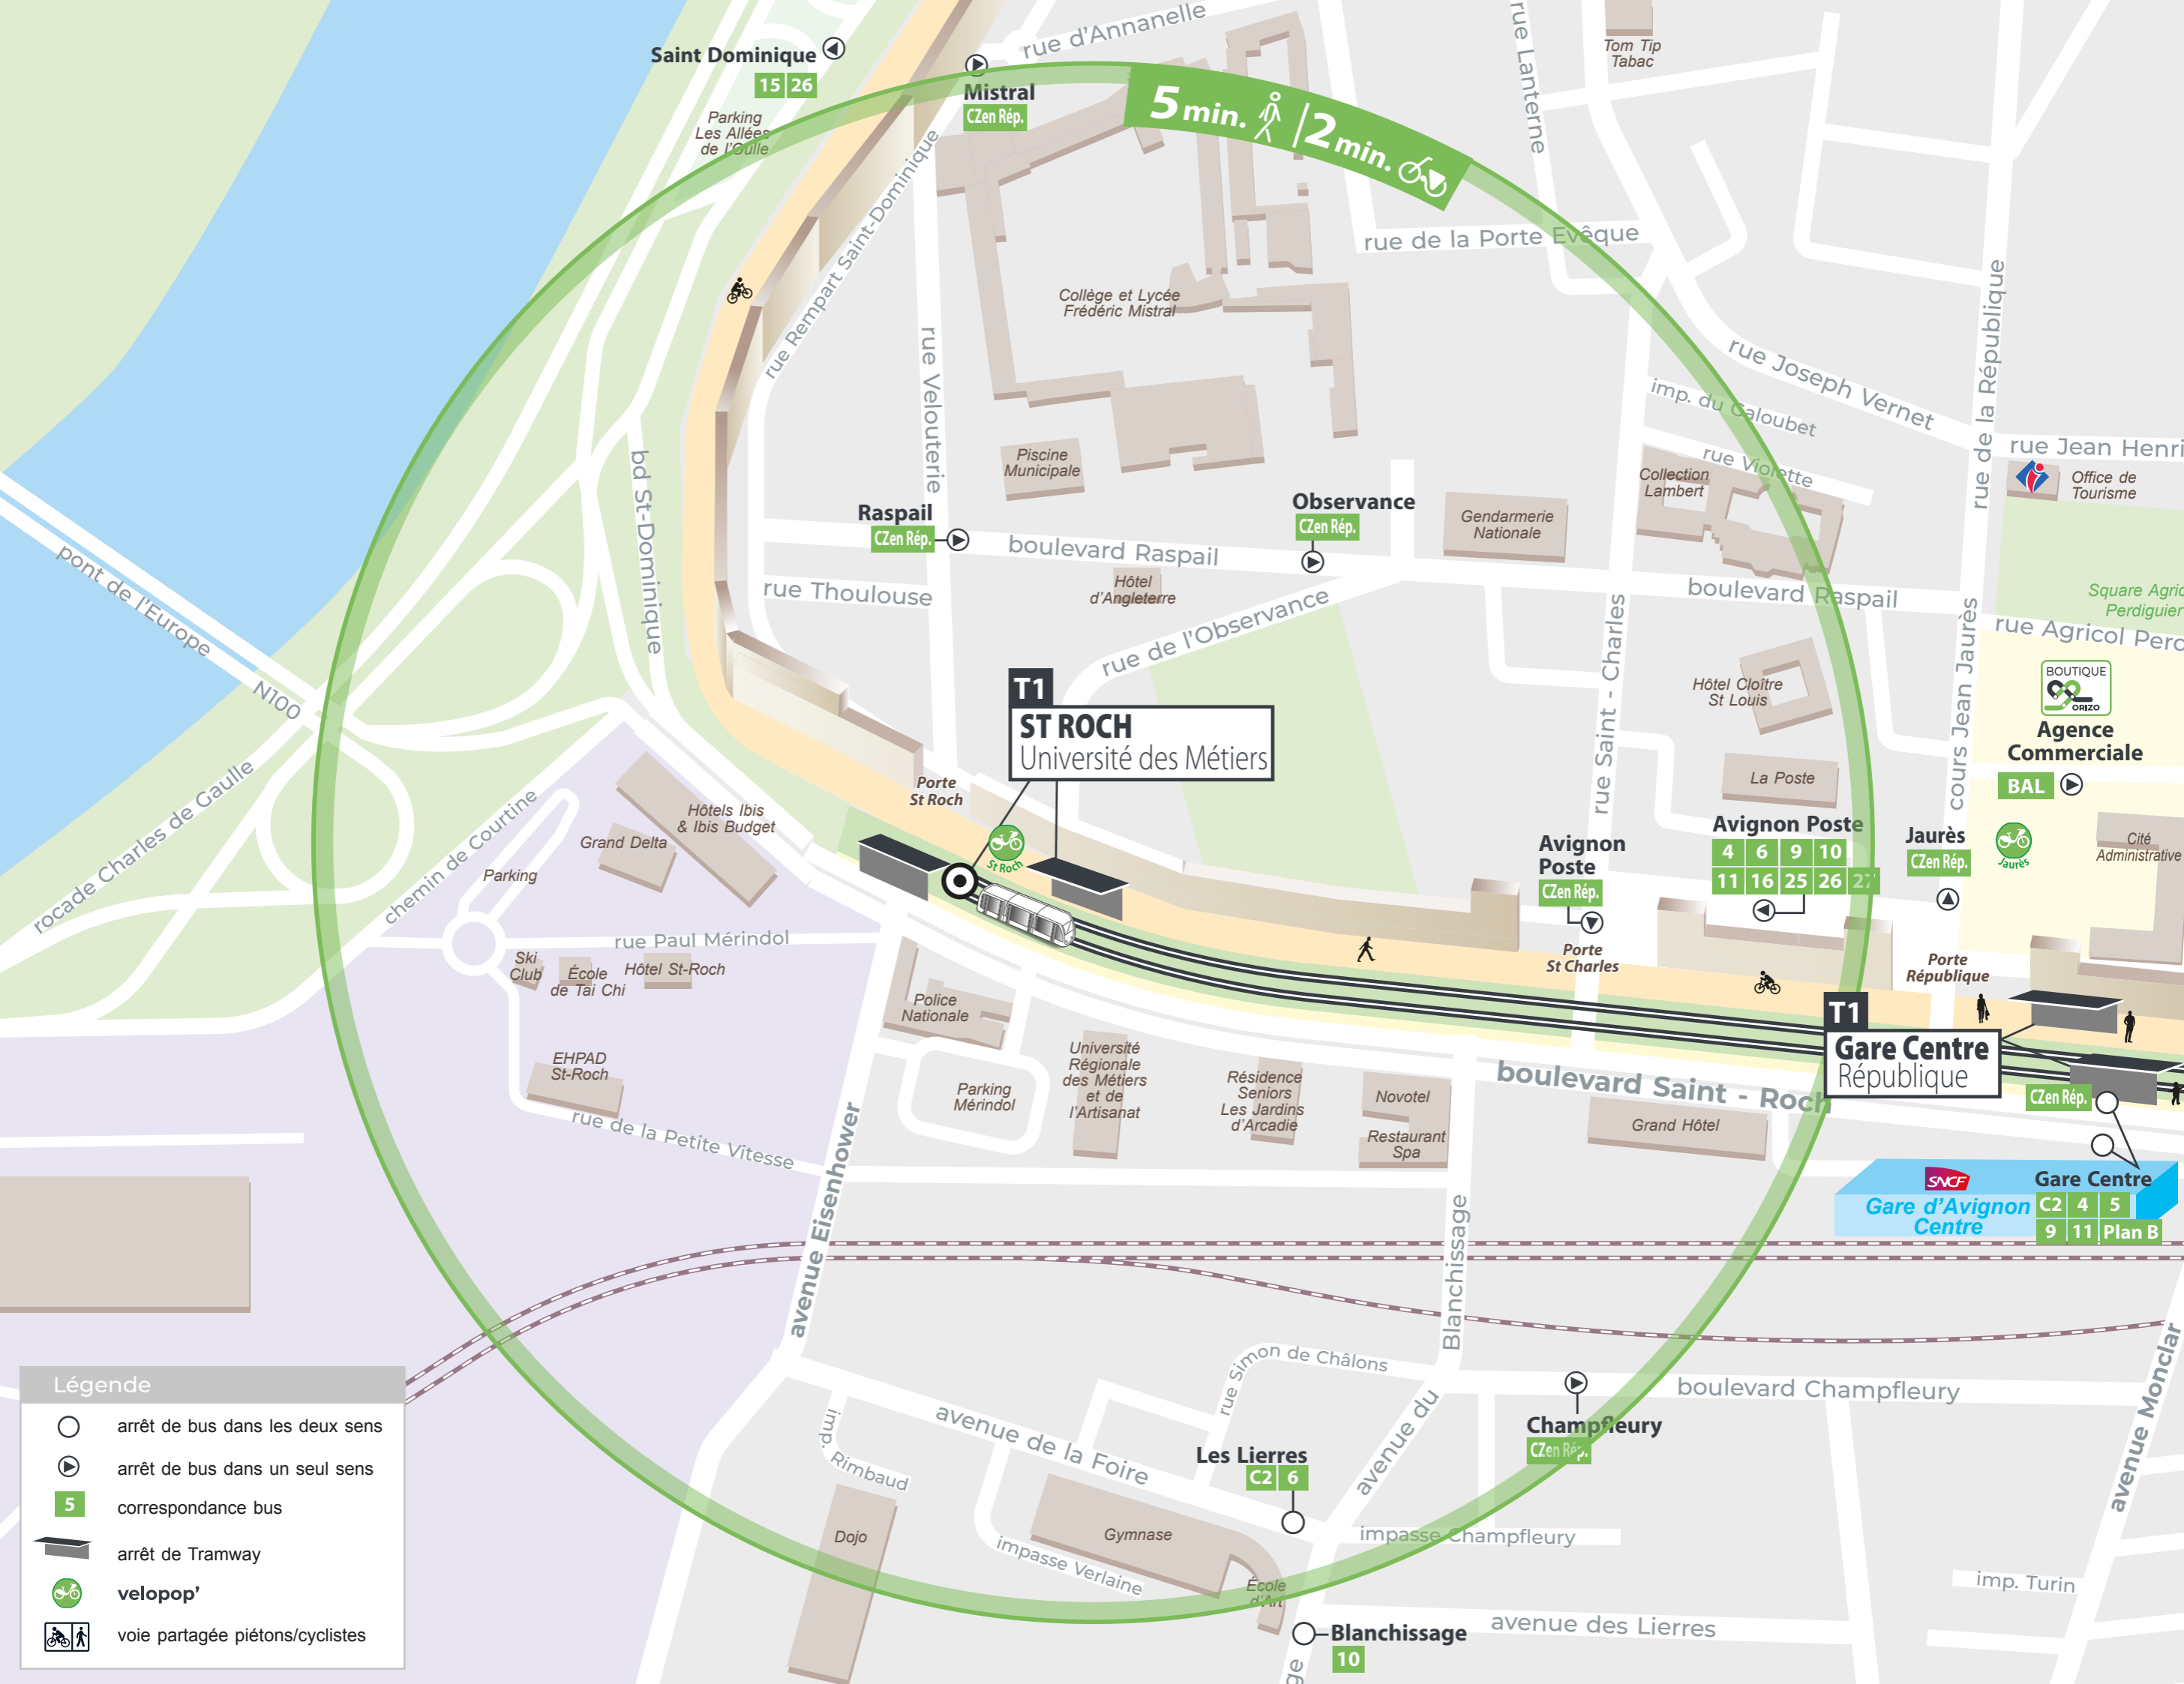 Saint Dominique
15 26
Parking
Les Allées
de l'Oulle
Mistral
CZen Rép.
rue d'Annanelle
5 min. / 2 min.
rue Lanterne
Tom Tip
Tabac
rue de la Porte Evêque
rue Rempart Saint-Dominique
Collège et Lycée
Frédéric Mistral
rue Velouterie
rue de la République
rue Joseph Vernet
imp. du Galoubet
rue Violette
rue Jean Henri
Office de
Tourisme
Collection
Lambert
Piscine
Municipale
bd St-Dominique
Raspail
CZen Rép.
Observance
CZen Rép.
Gendarmerie
Nationale
boulevard Raspail
boulevard Raspail
Hôtel
d'Angleterre
rue Thoulouse
rue de l'Observance
rue Saint - Charles
Square Agric
Perdiguier
rue Agricol Perd
pont de l'Europe
N100
rocade Charles de Gaulle
chemin de Courtine
T1
ST ROCH
Université des Métiers
Hôtel Cloître
St Louis
cours Jean Jaurès
BOUTIQUE
ORIZO
Agence
Commerciale
BAL
La Poste
Porte
St Roch
Hôtels Ibis
& Ibis Budget
Grand Delta
Parking
St Roch
Avignon
Poste
CZen Rép.
Avignon Poste
4 6 9 10
11 16 25 26 27
Jaurès
CZen Rép.
Jaurès
Cité
Administrative
rue Paul Mérindol
Ski
Club
École
de Tai Chi
Hôtel St-Roch
Porte
St Charles
Porte
République
Police
Nationale
T1
Gare Centre
République
EHPAD
St-Roch
Parking
Mérindol
Université
Régionale
des Métiers
et de
l'Artisanat
Résidence
Seniors
Les Jardins
d'Arcadie
Novotel
Restaurant
Spa
boulevard Saint - Roch
Grand Hôtel
CZen Rép.
rue de la Petite Vitesse
avenue Eisenhower
SNCF
Gare d'Avignon
Centre
Gare Centre
C2 4 5
9 11 Plan B
Blanchissage
avenue du
rue Simon de Châlons
boulevard Champfleury
Champfleury
CZen Rép.
avenue Monclar
imp. Rimbaud
avenue de la Foire
Les Lierres
C2 6
Dojo
Gymnase
impasse Verlaine
impasse Champfleury
École
d'Art
imp. Turin
avenue des Lierres
Blanchissage
10
ge
Légende
arrêt de bus dans les deux sens
arrêt de bus dans un seul sens
5 correspondance bus
arrêt de Tramway
velopop'
voie partagée piétons/cyclistes